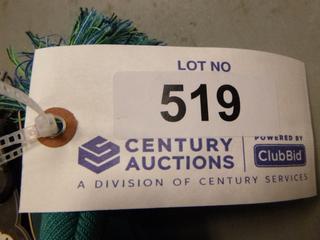 LOT NO
519
CENTURY
AUCTIONS
POWERED BY
ClubBid
A DIVISION OF CENTURY SERVICES